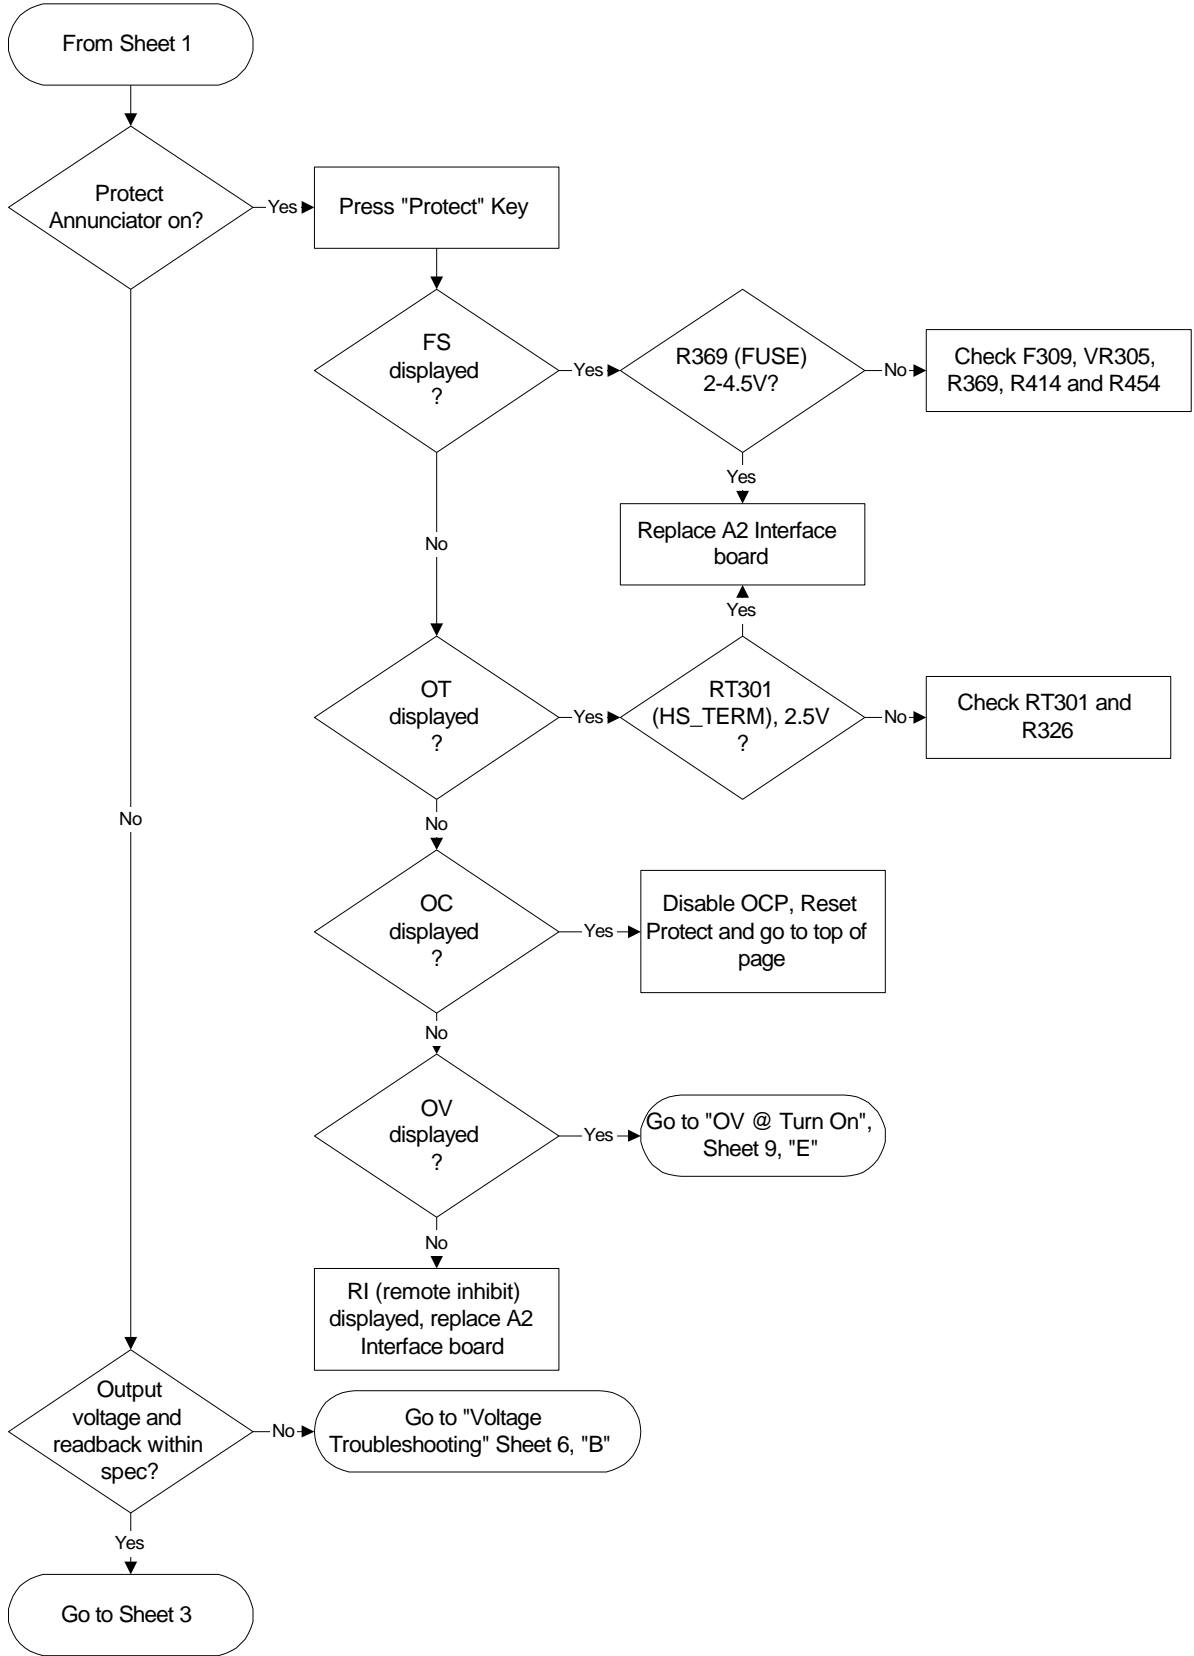 From Sheet 1
Protect
Annunciator on?
Yes
Press "Protect" Key
FS
displayed
?
Yes
R369 (FUSE)
2-4.5V?
No
Check F309, VR305,
R369, R414 and R454
Yes
Replace A2 Interface
board
No
Yes
OT
displayed
?
Yes
RT301
(HS_TERM), 2.5V
?
No
Check RT301 and
R326
No
No
OC
displayed
?
Yes
Disable OCP, Reset
Protect and go to top of
page
No
OV
displayed
?
Yes
Go to "OV @ Turn On",
Sheet 9, "E"
No
RI (remote inhibit)
displayed, replace A2
Interface board
Output
voltage and
readback within
spec?
No
Go to "Voltage
Troubleshooting" Sheet 6, "B"
Yes
Go to Sheet 3